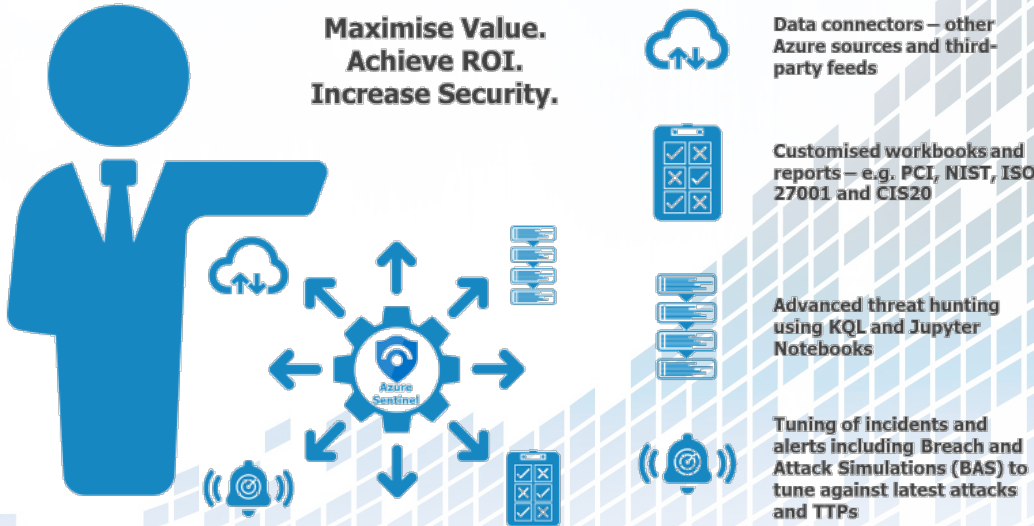 Maximise Value.
Achieve ROI.
Increase Security.
Data connectors – other
Azure sources and third-
party feeds
Customised workbooks and
reports – e.g. PCI, NIST, ISO
27001 and CIS20
Advanced threat hunting
using KQL and Jupyter
Notebooks
Tuning of incidents and
alerts including Breach and
Attack Simulations (BAS) to
tune against latest attacks
and TTPs
Azure
Sentinel